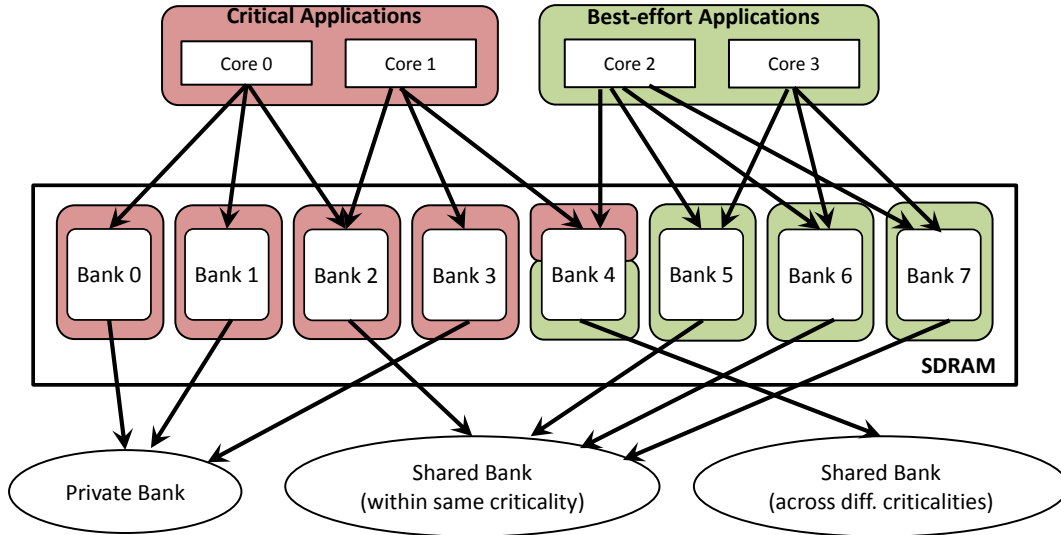 Critical Applications
Best-effort Applications
Core 0
Core 1
Core 2
Core 3
Bank 0
Bank 1
Bank 2
Bank 3
Bank 4
Bank 5
Bank 6
Bank 7
SDRAM
Private Bank
Shared Bank
(within same criticality)
Shared Bank
(across diff. criticalities)